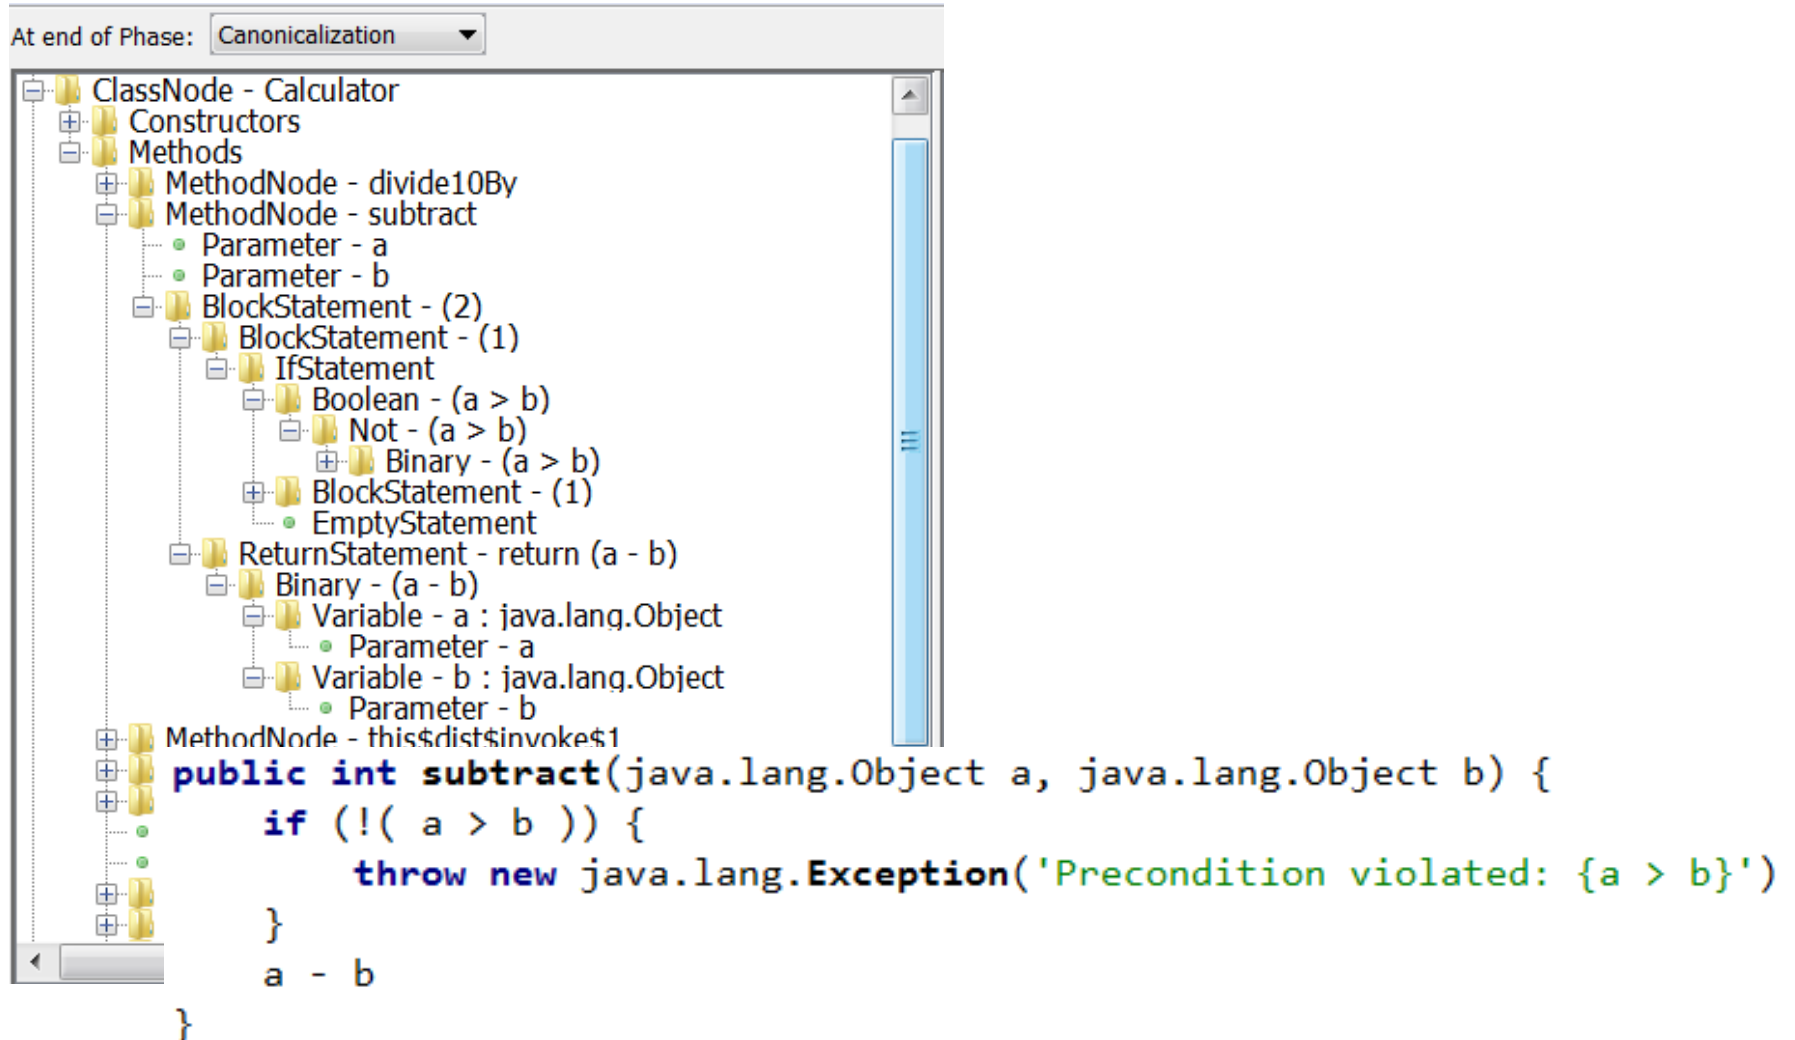 At end of Phase: Canonicalization
ClassNode - Calculator
Constructors
Methods
MethodNode - divide10By
MethodNode - subtract
Parameter - a
Parameter - b
BlockStatement - (2)
BlockStatement - (1)
IfStatement
Boolean - (a > b)
Not - (a > b)
Binary - (a > b)
BlockStatement - (1)
EmptyStatement
ReturnStatement - return (a - b)
Binary - (a - b)
Variable - a : java.lang.Object
Parameter - a
Variable - b : java.lang.Object
Parameter - b
MethodNode - this$dist$invoke$1
public int subtract(java.lang.Object a, java.lang.Object b) {
if (!( a > b )) {
throw new java.lang.Exception('Precondition violated: {a > b}')
}
a - b
}